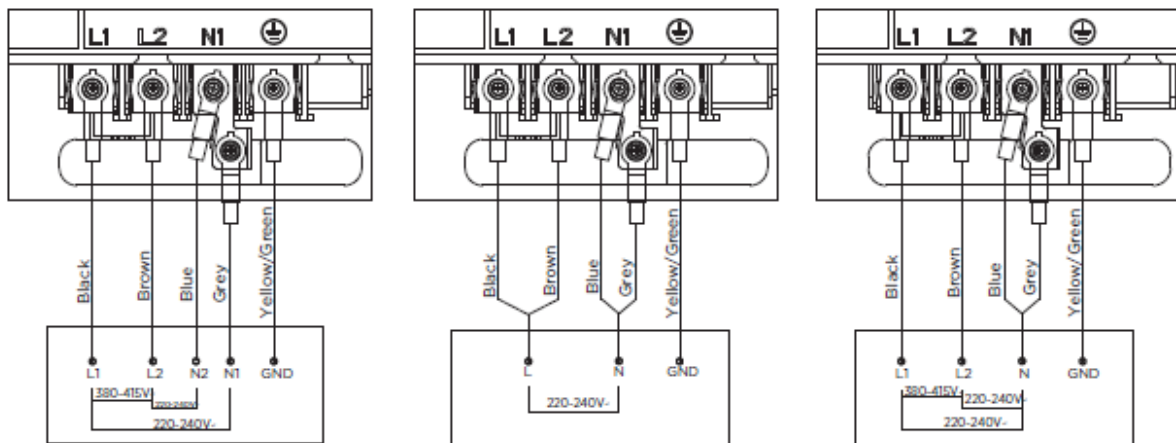 L1 L2 N1
Black
Brown
Blue
Grey
Yellow/Green
L1 L2 N2 N1 GND
380-415V~
220-240V~
220-240V~
L1 L2 N1
Black
Brown
Blue
Grey
Yellow/Green
L N GND
220-240V~
L1 L2 N1
Black
Brown
Blue
Grey
Yellow/Green
L1 L2 N GND
380-415V~
220-240V~
220-240V~